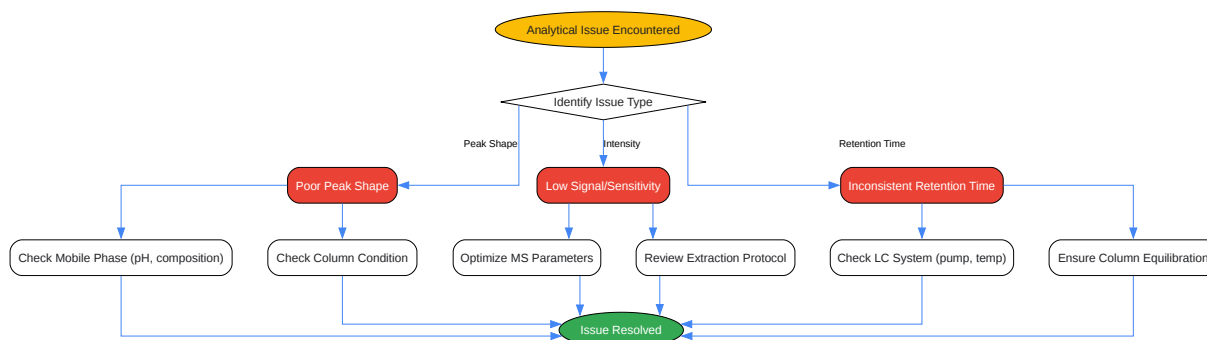 Analytical Issue Encountered
Identify Issue Type
Peak Shape
Intensity
Retention Time
Poor Peak Shape
Low Signal/Sensitivity
Inconsistent Retention Time
Check Mobile Phase (pH, composition)
Check Column Condition
Optimize MS Parameters
Review Extraction Protocol
Check LC System (pump, temp)
Ensure Column Equilibration
Issue Resolved